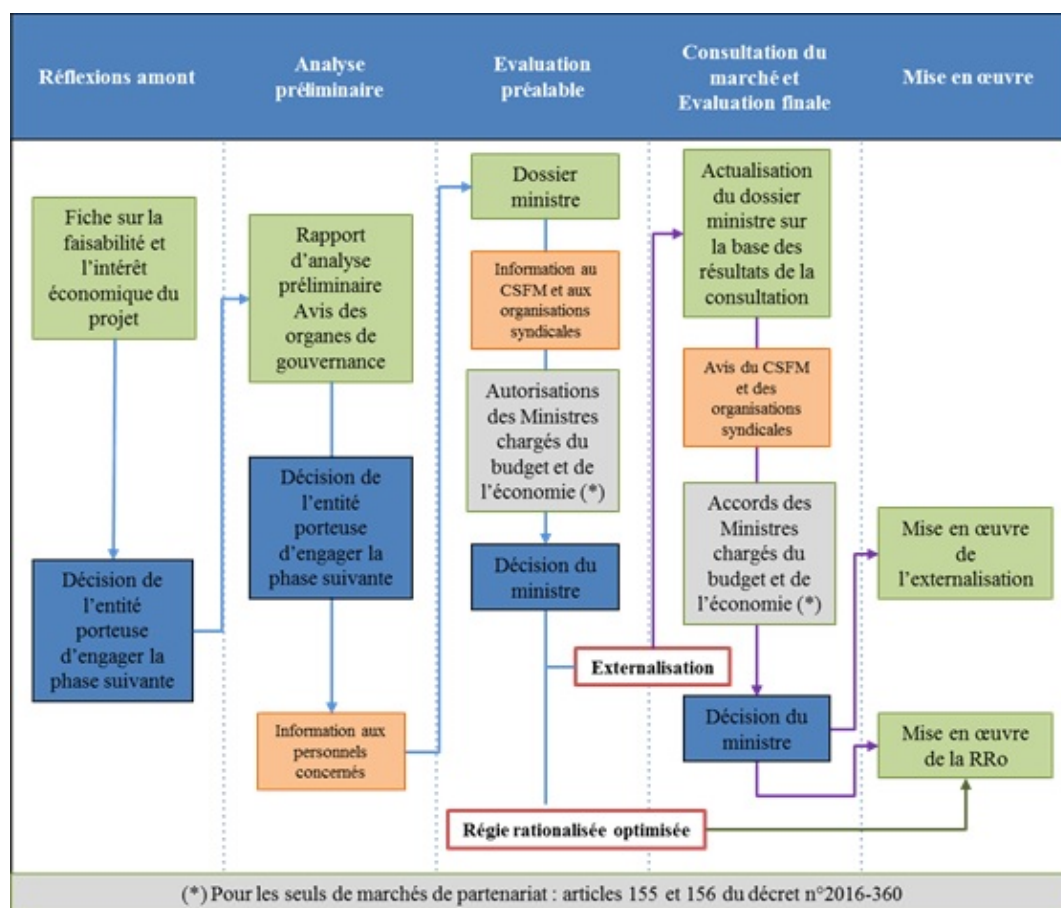 Réflexions amont
Analyse
préliminaire
Evaluation
préalable
Consultation du
marché et
Evaluation finale
Mise en œuvre
Fiche sur la
faisabilité et
l'intérêt
économique du
projet
Décision de
l'entité
porteuse
d'engager la
phase suivante
Rapport
d'analyse
préliminaire
Avis des
organes de
gouvernance
Décision de
l'entité
porteuse
d'engager la
phase suivante
Information aux
personnels
concernés
Dossier
ministre
Information au
CSFM et aux
organisations
syndicales
Autorisations
des Ministres
chargés du
budget et de
l'économie (*)
Décision du
ministre
Externalisation
Régie rationalisée optimisée
Actualisation
du dossier
ministre sur
la base des
résultats de la
consultation
Avis du CSFM
et des
organisations
syndicales
Accords des
Ministres
chargés du
budget et de
l'économie (*)
Décision du
ministre
Mise en œuvre
de
l'externalisation
Mise en œuvre
de la RRo
(*) Pour les seuls de marchés de partenariat : articles 155 et 156 du décret n°2016-360